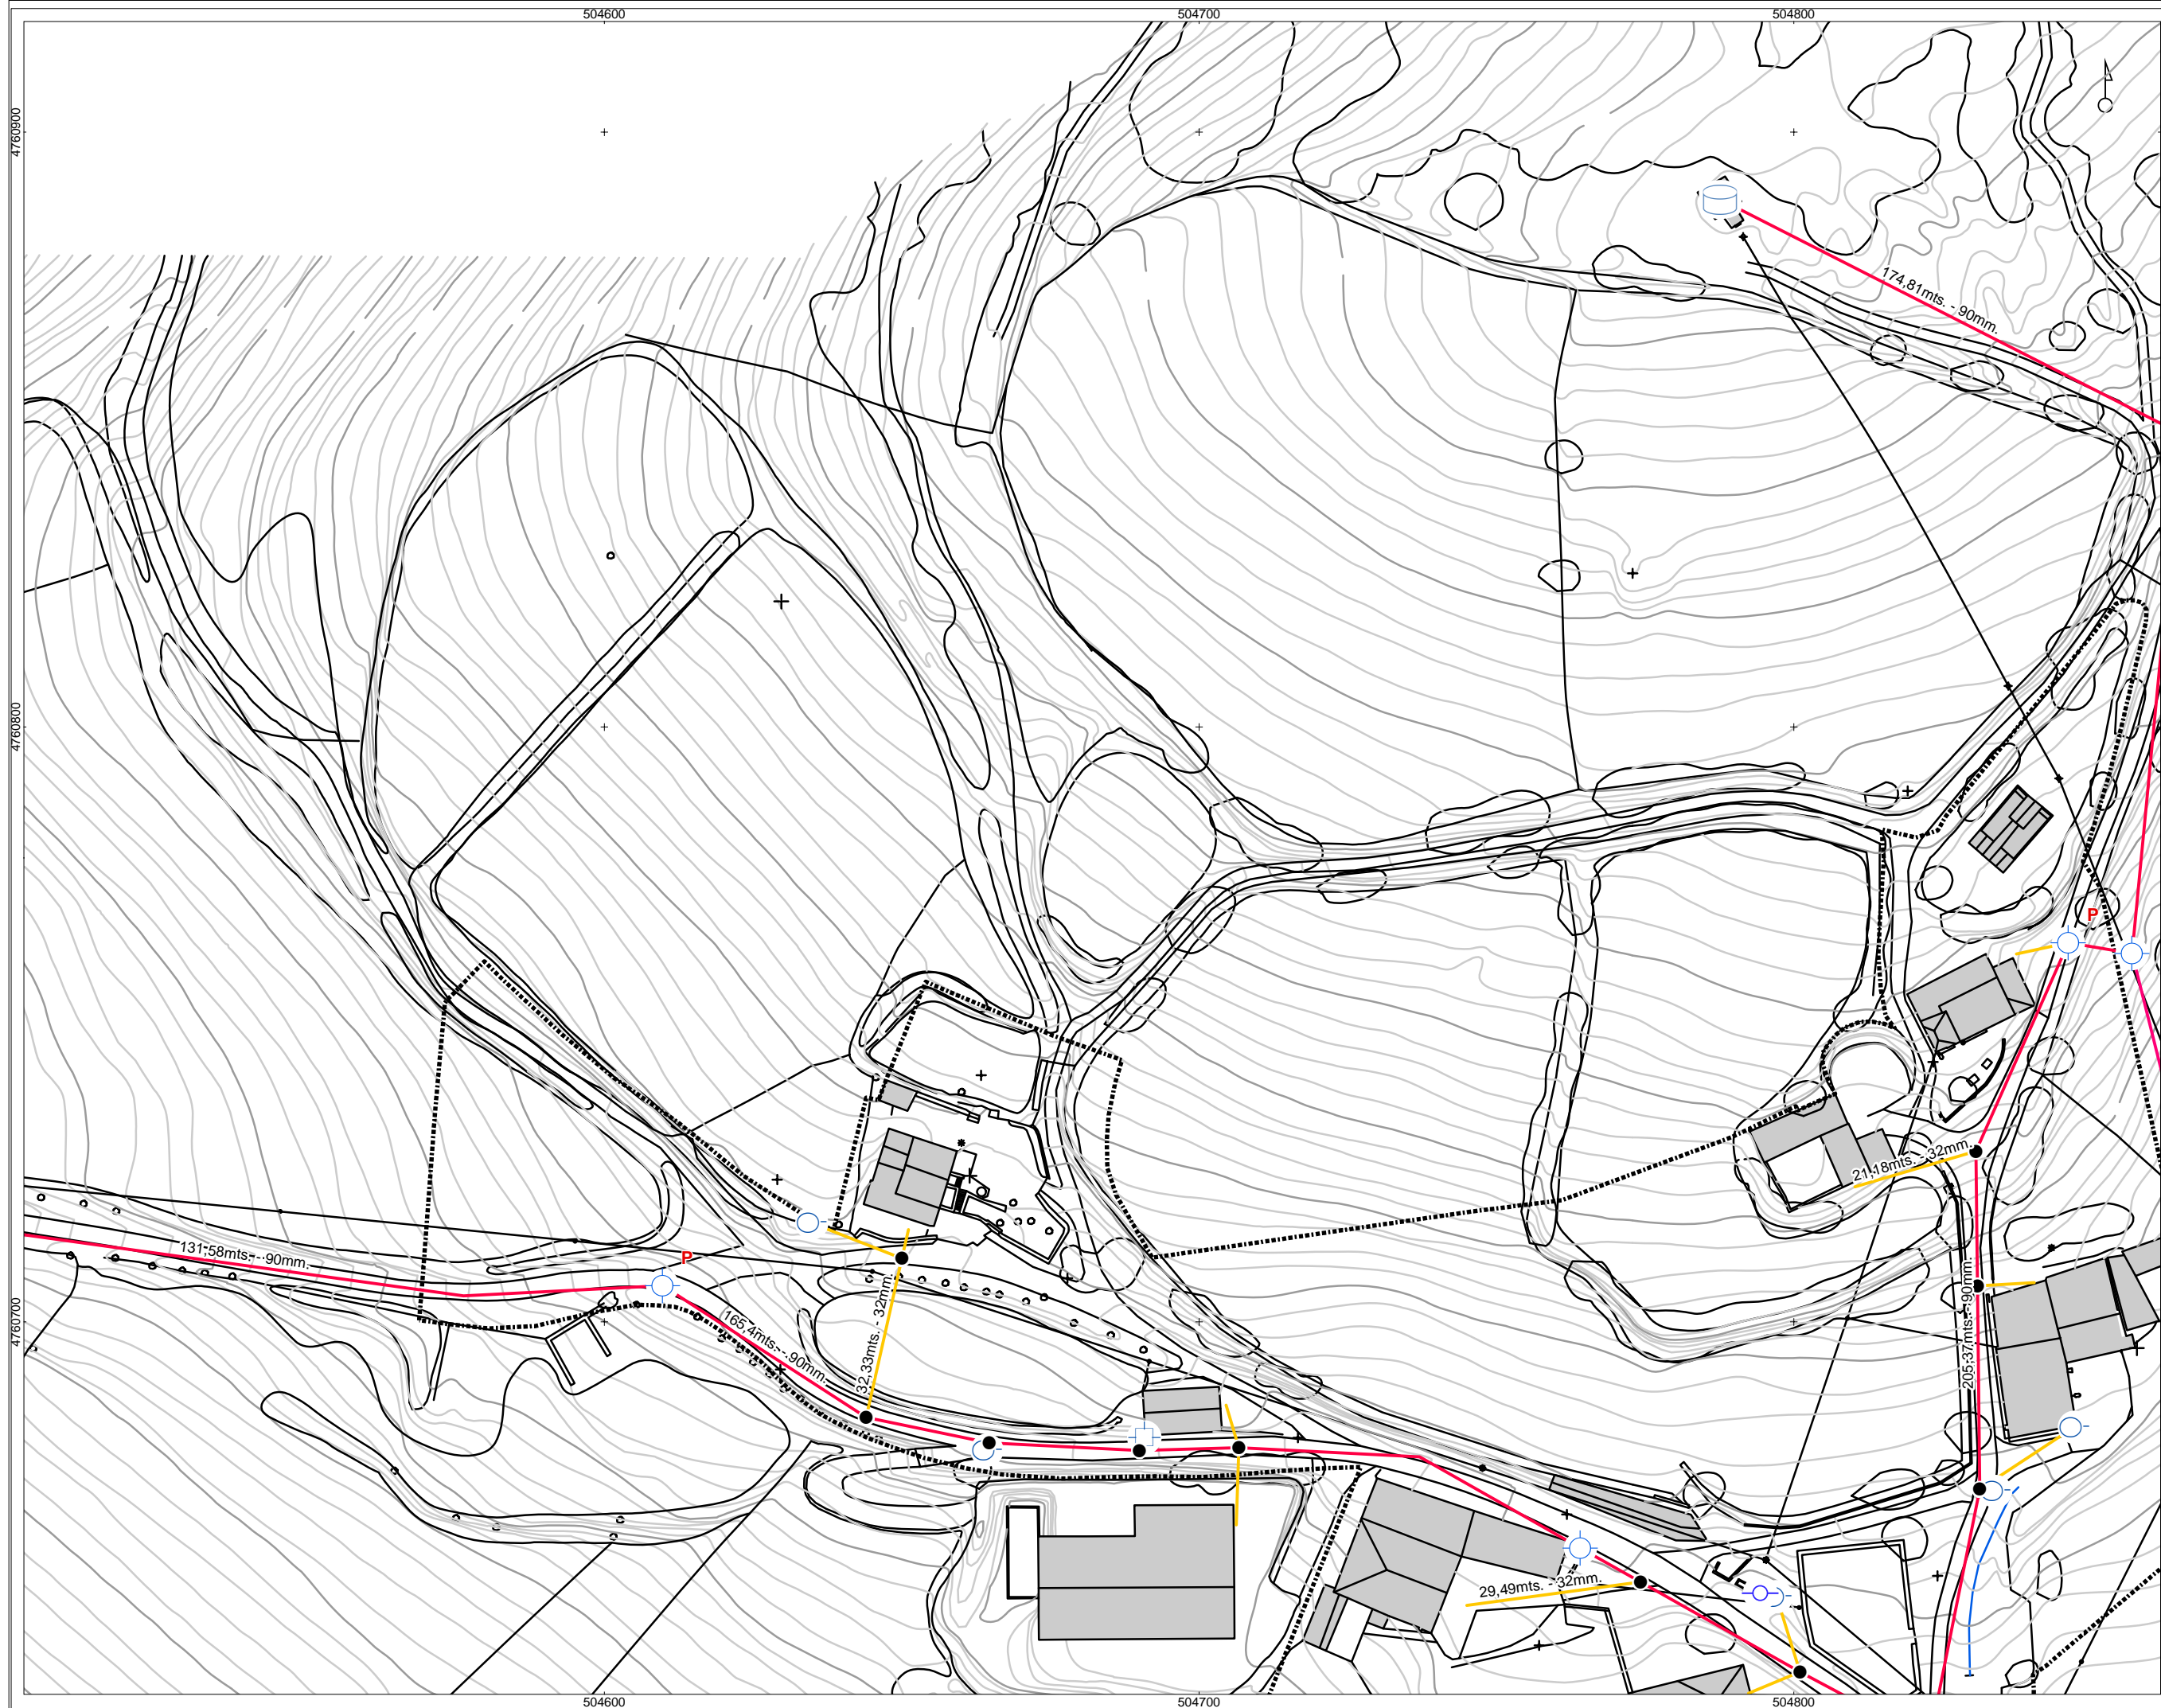 504600
504700
504800
4760900
174,81mts. - 90mm.
4760800
P
21,18mts. - 32mm.
131,58mts. - 90mm.
P
4760700
165,4mts. - 90mm.
32,33mts. - 32mm.
205,37mts. - 90mm.
29,49mts. - 32mm.
504600
504700
504800